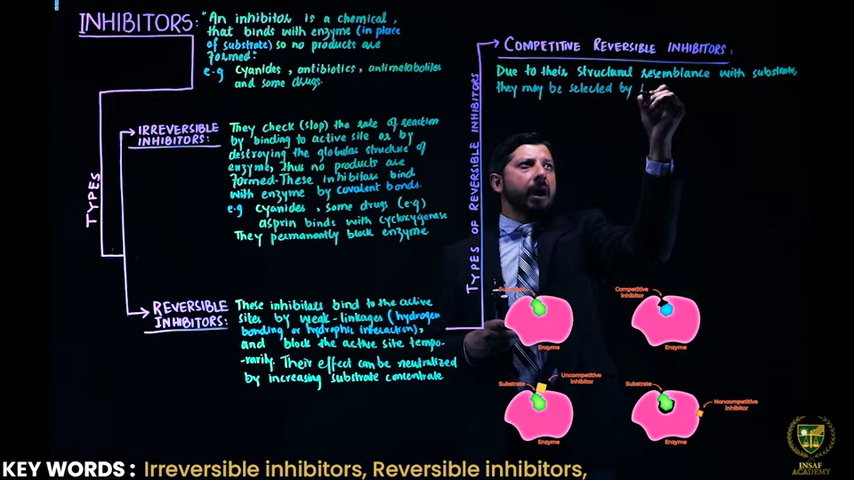 INHIBITORS:
"An inhibitor is a chemical,
that binds with enzyme (in place
of substrate) so no products are
formed:
e.g cyanides, antibiotics, antimetabolites
and some drugs.
TYPES
IRREVERSIBLE
INHIBITORS:
They check (stop) the rate of reaction
by binding to active site or by
destroying the globular structure of
enzyme, thus no products are
formed-These inhibitors bind
with enzyme by covalent bonds.
e.g cyanides, some drugs (e.g)
asprin binds with cycloxygenase
They permanently block enzyme
REVERSIBLE
INHIBITORS:
These inhibitors bind to the active
sites by weak-linkages (hydrogen
bonding or hydrophic interaction),
and block the active site tempo-
-rarily. Their effect can be neutralized
by increasing substrate concentrate
TYPES OF REVERSIBLE INHIBITORS
COMPETITIVE REVERSIBLE INHIBITORS:
Due to their structural resemblance with substrate,
they may be selected by
Enzyme
Competitive
Inhibitor
Enzyme
Substrate
Uncompetitive
Inhibitor
Enzyme
Substrate
Noncompetitive
Inhibitor
Enzyme
INSAF
ACADEMY
KEY WORDS : Irreversible inhibitors, Reversible inhibitors,